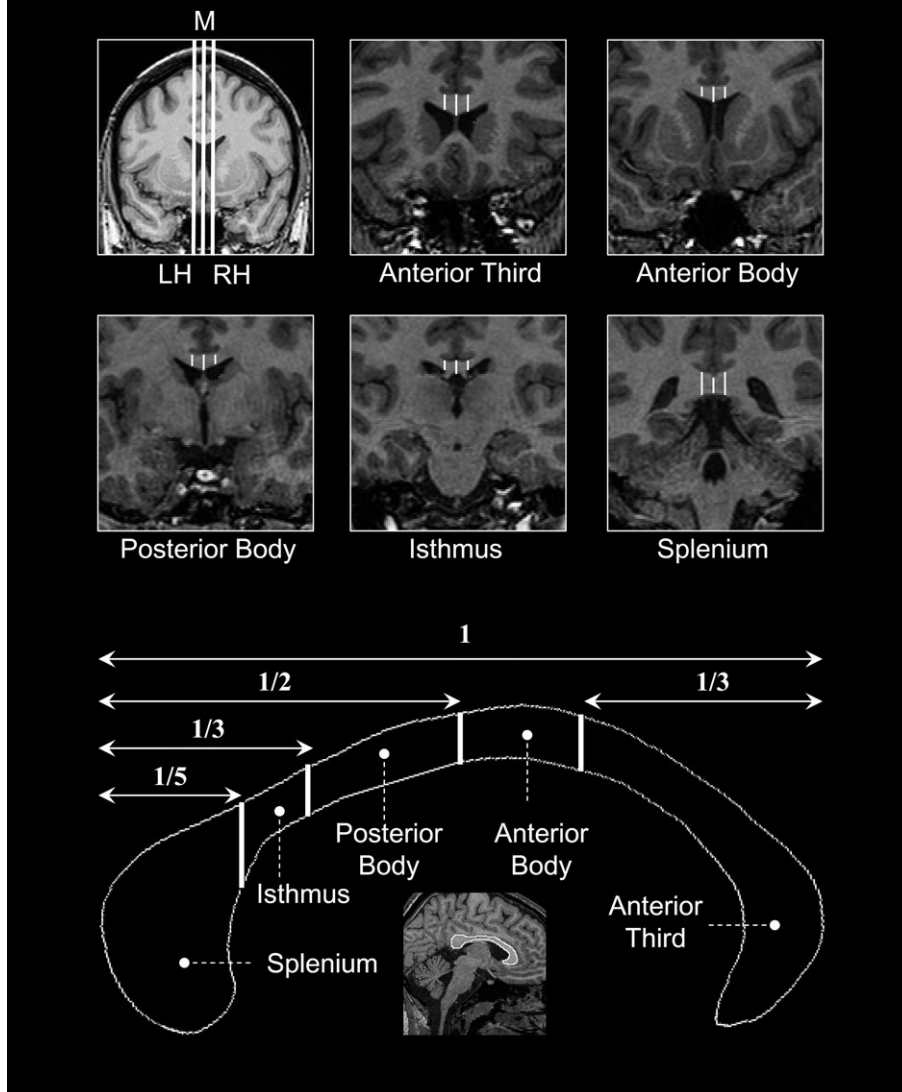 M
LH RH
Anterior Third
Anterior Body
Posterior Body
Isthmus
Splenium
1
1/2
1/3
1/3
1/5
Posterior
Body
Anterior
Body
Isthmus
Anterior
Third
Splenium